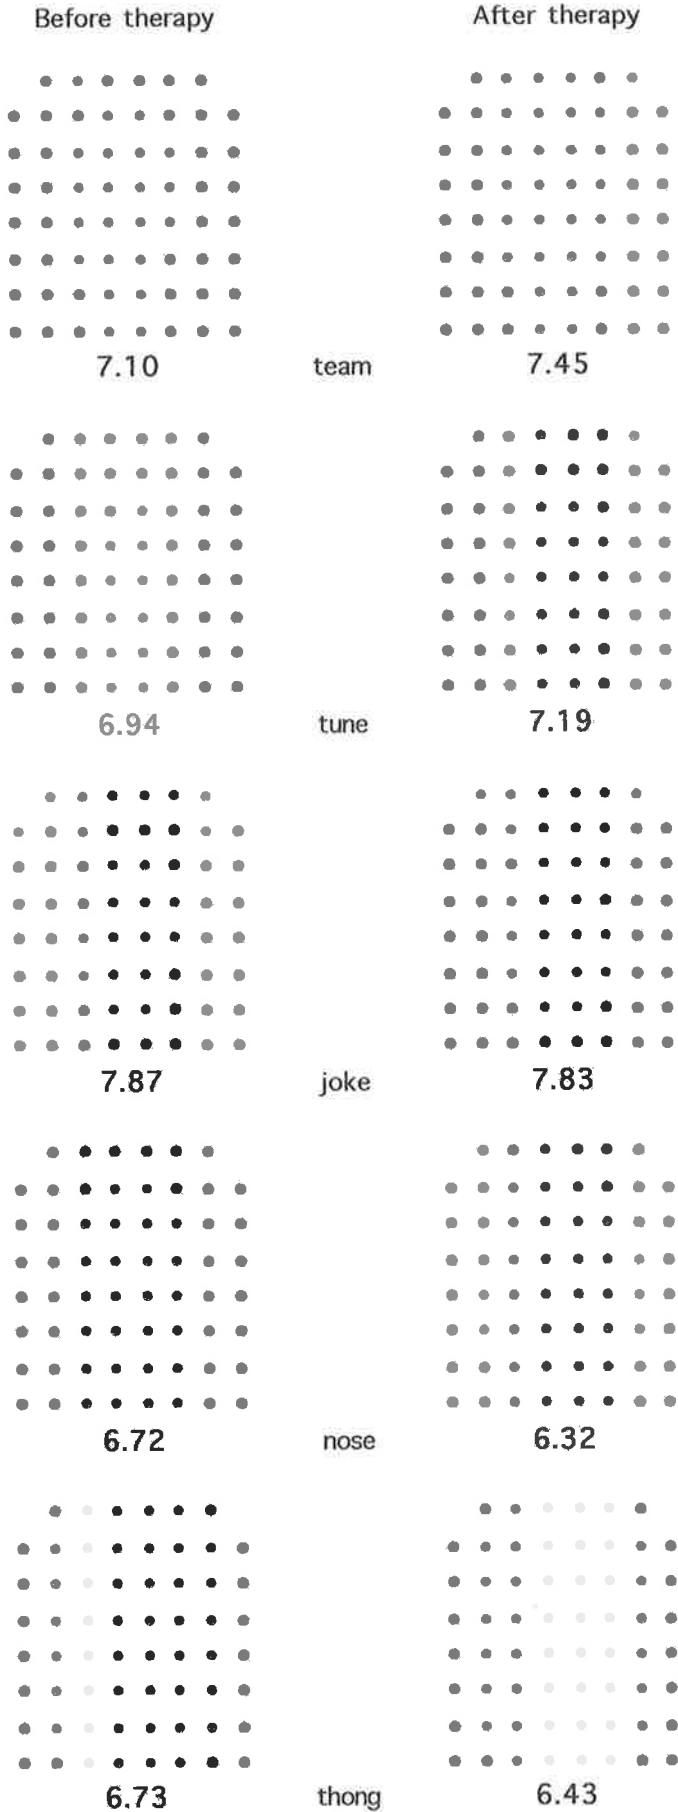 Before therapy After therapy
7.10 team 7.45
6.94 tune 7.19
7.87 joke 7.83
6.72 nose 6.32
6.73 thong 6.43